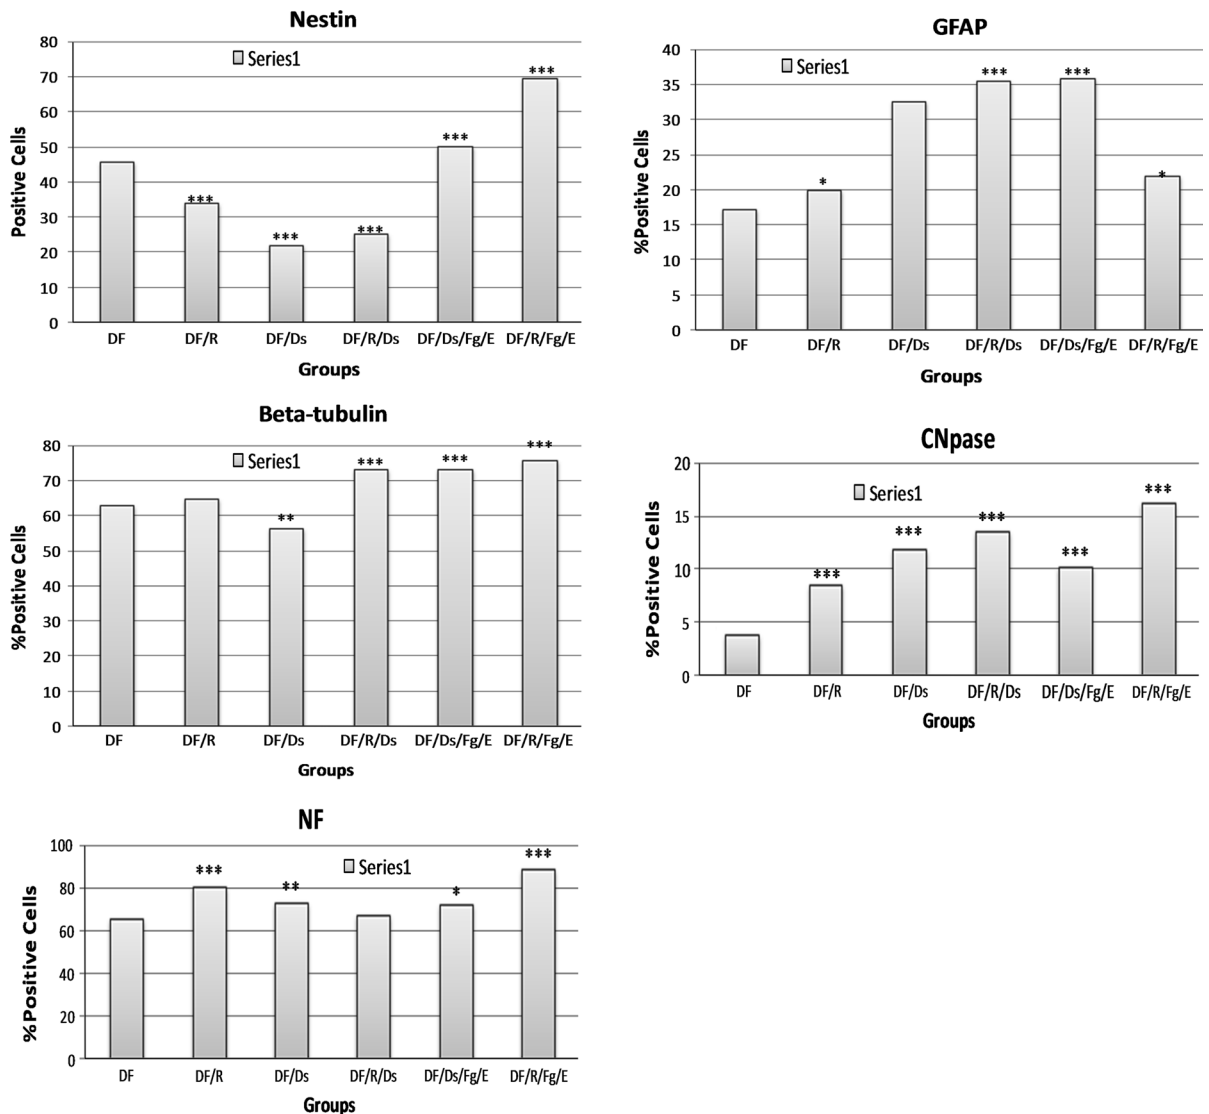 Nestin
Series1
Positive Cells
80
70
60
50
40
30
20
10
0
***
***
***
***
***
DF
DF/R
DF/Ds
DF/R/Ds
DF/Ds/Fg/E
DF/R/Fg/E
Groups
GFAP
Series1
%Positive Cells
40
35
30
25
20
15
10
5
0
*
***
***
*
DF
DF/R
DF/Ds
DF/R/Ds
DF/Ds/Fg/E
DF/R/Fg/E
Groups
Beta-tubulin
Series1
%Positive Cells
80
70
60
50
40
30
20
10
0
**
***
***
***
DF
DF/R
DF/Ds
DF/R/Ds
DF/Ds/Fg/E
DF/R/Fg/E
Groups
CNpase
Series1
%Positive Cells
20
15
10
5
0
***
***
***
***
***
DF
DF/R
DF/Ds
DF/R/Ds
DF/Ds/Fg/E
DF/R/Fg/E
Groups
NF
Series1
%Positive Cells
100
80
60
40
20
0
***
**
*
***
DF
DF/R
DF/Ds
DF/R/Ds
DF/Ds/Fg/E
DF/R/Fg/E
Groups